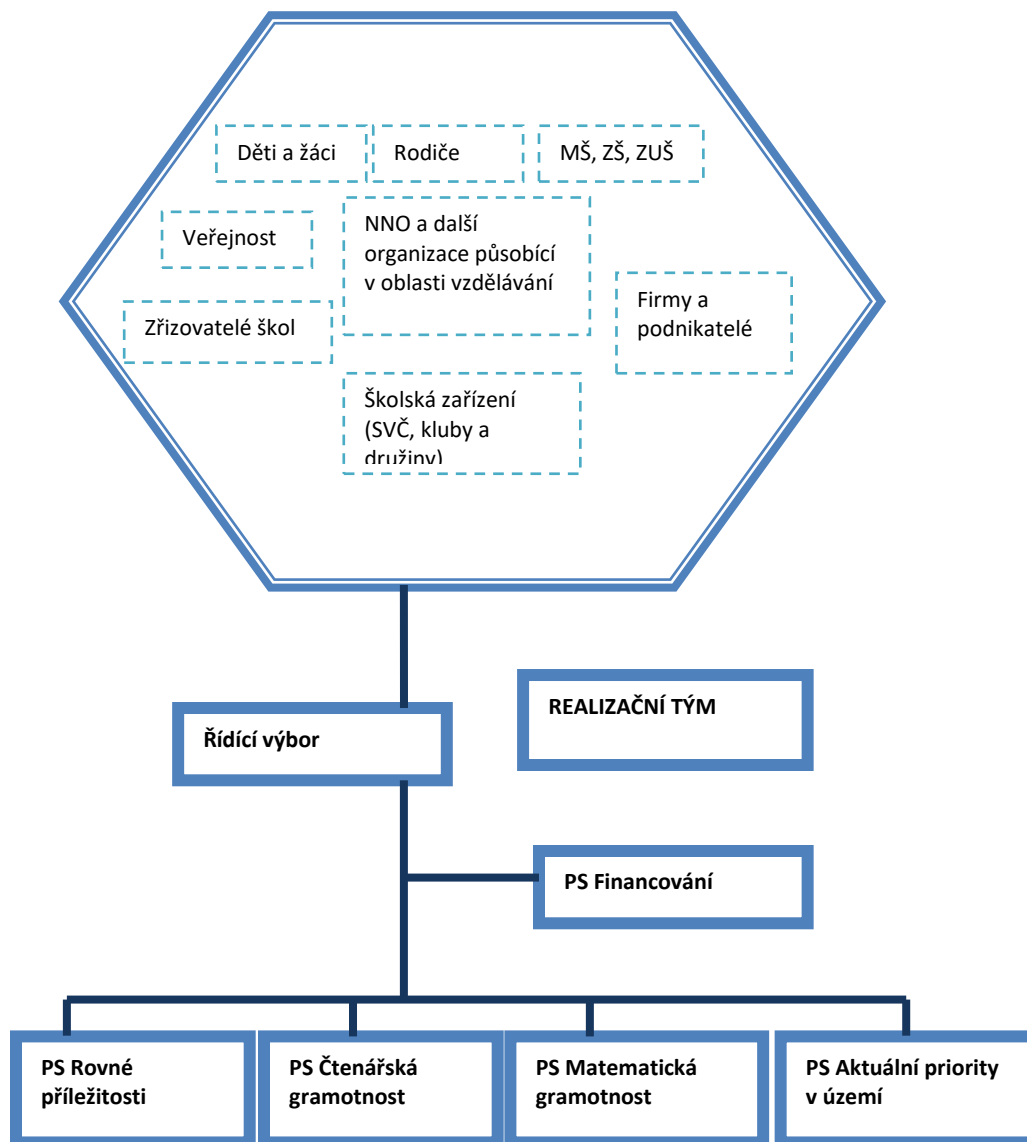 Děti a žáci
Rodiče
MŠ, ZŠ, ZUŠ
Veřejnost
NNO a další
organizace působící
v oblasti vzdělávání
Firmy a
podnikatelé
Zřizovatelé škol
Školská zařízení
(SVČ, kluby a
družiny)
REALIZAČNÍ TÝM
Řídící výbor
PS Financování
PS Rovné
příležitosti
PS Čtenářská
gramotnost
PS Matematická
gramotnost
PS Aktuální priority
v území